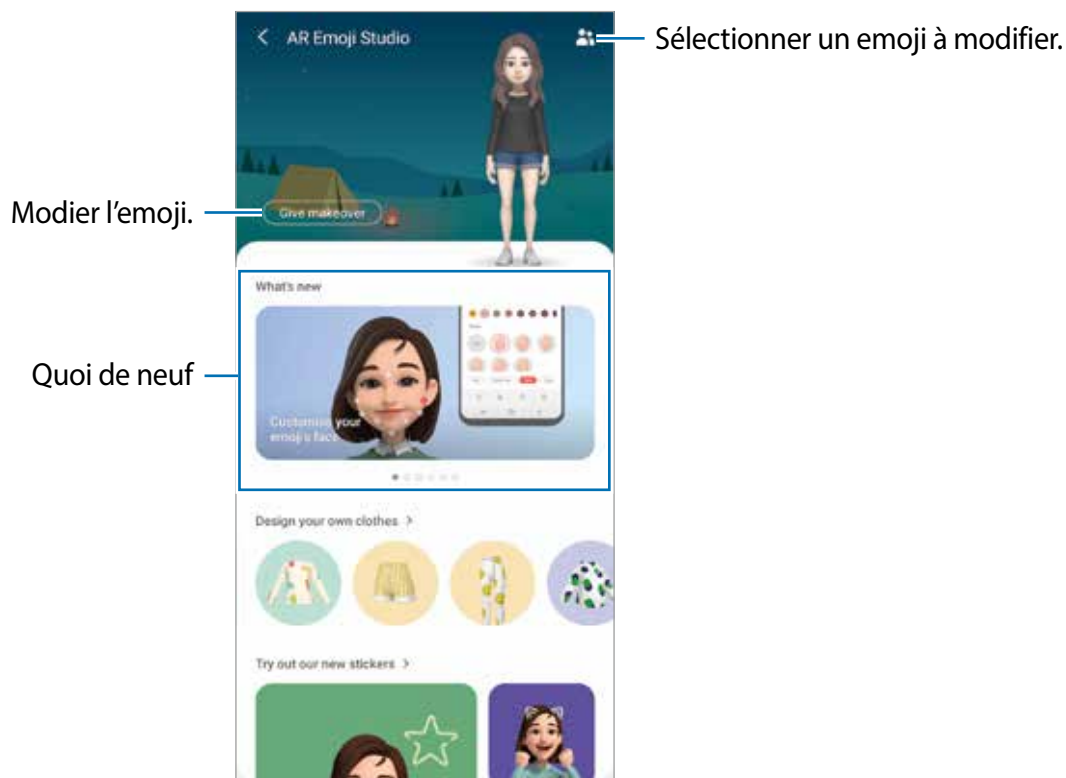 AR Emoji Studio
Sélectionner un emoji à modifier.
Modier l'emoji.
Give makeover
What's new
Quoi de neuf
Customise your
emoji's face
Design your own clothes >
Try out our new stickers >